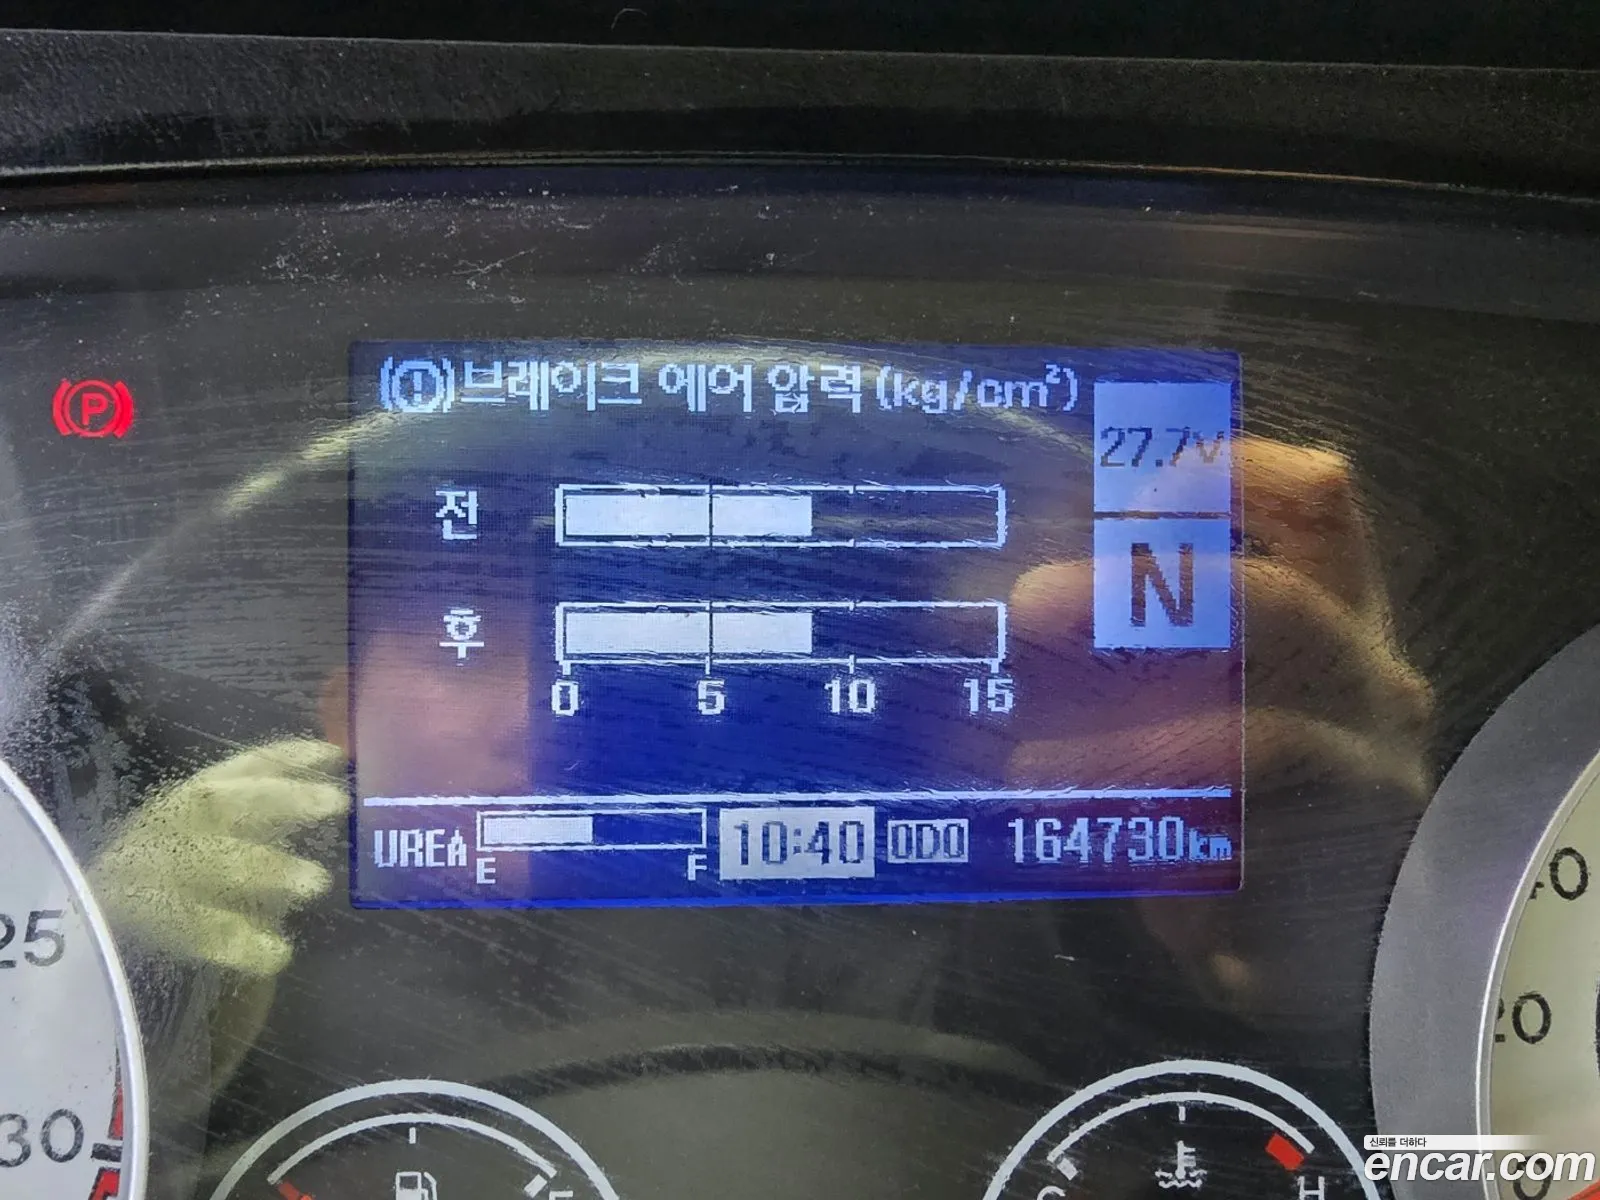 (P)
(!) 브레이크 에어 압력 (kg/cm²)
27.7V
전
N
후
0 5 10 15
UREA E F 10:40 ODO 164730km
25
30
40
20
C H
신뢰를 더하다
encar.com